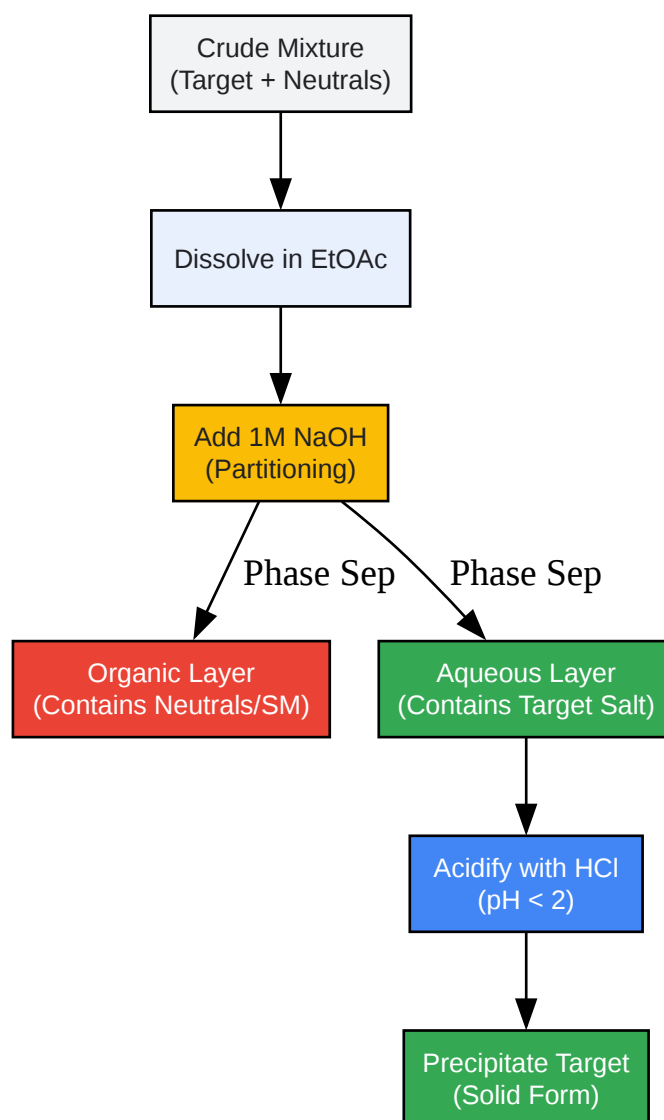 Crude Mixture
(Target + Neutrals)
Dissolve in EtOAc
Add 1M NaOH
(Partitioning)
Phase Sep
Phase Sep
Organic Layer
(Contains Neutrals/SM)
Aqueous Layer
(Contains Target Salt)
Acidify with HCl
(pH < 2)
Precipitate Target
(Solid Form)